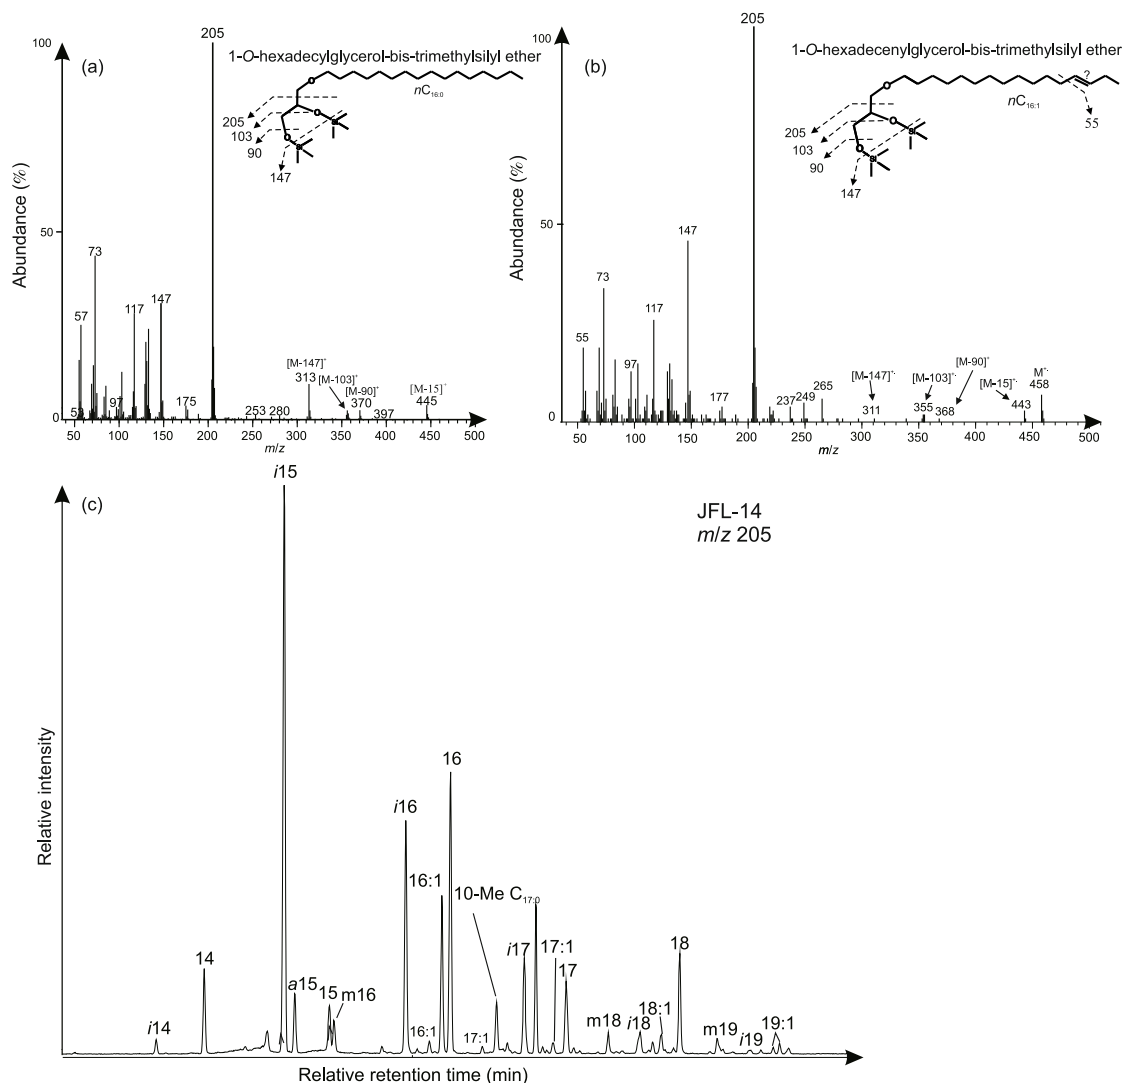 (a)
205
1-O-hexadecylglycerol-bis-trimethylsilyl ether
O
nC16:0
O
Si
O
Si
205
103
90
147
100
50
0
Abundance (%)
73
57
117
147
97
175
253
280
[M-147]+
313
[M-103]+
[M-90]+
370
397
[M-15]+
445
50 100 150 200 250 300 350 400 450 500
m/z
(b)
205
1-O-hexadecenylglycerol-bis-trimethylsilyl ether
?
O
nC16:1
55
O
Si
O
Si
205
103
90
147
100
50
0
Abundance (%)
147
73
117
55
97
177
237
249
265
[M-147]+·
311
[M-103]+·
355
[M-90]+
368
[M-15]+·
443
M+·
458
50 100 150 200 250 300 350 400 450 500
m/z
(c)
JFL-14
m/z 205
Relative intensity
i14
14
i15
a15
15
m16
i16
16:1
16:1
16
17:1
10-Me C17:0
i17
17:1
17
m18
i18
18:1
18
m19
i19
19:1
Relative retention time (min)